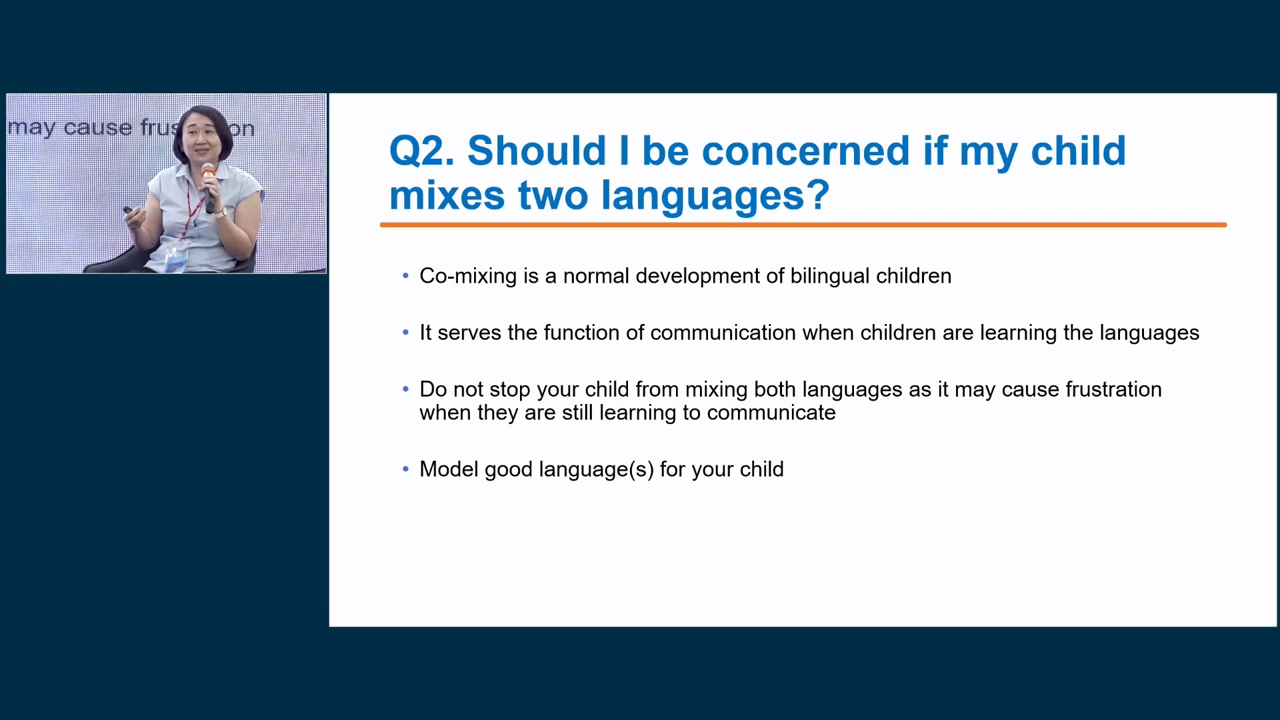 may cause frus on
Q2. Should I be concerned if my child
mixes two languages?
• Co-mixing is a normal development of bilingual children
• It serves the function of communication when children are learning the languages
• Do not stop your child from mixing both languages as it may cause frustration
when they are still learning to communicate
• Model good language(s) for your child